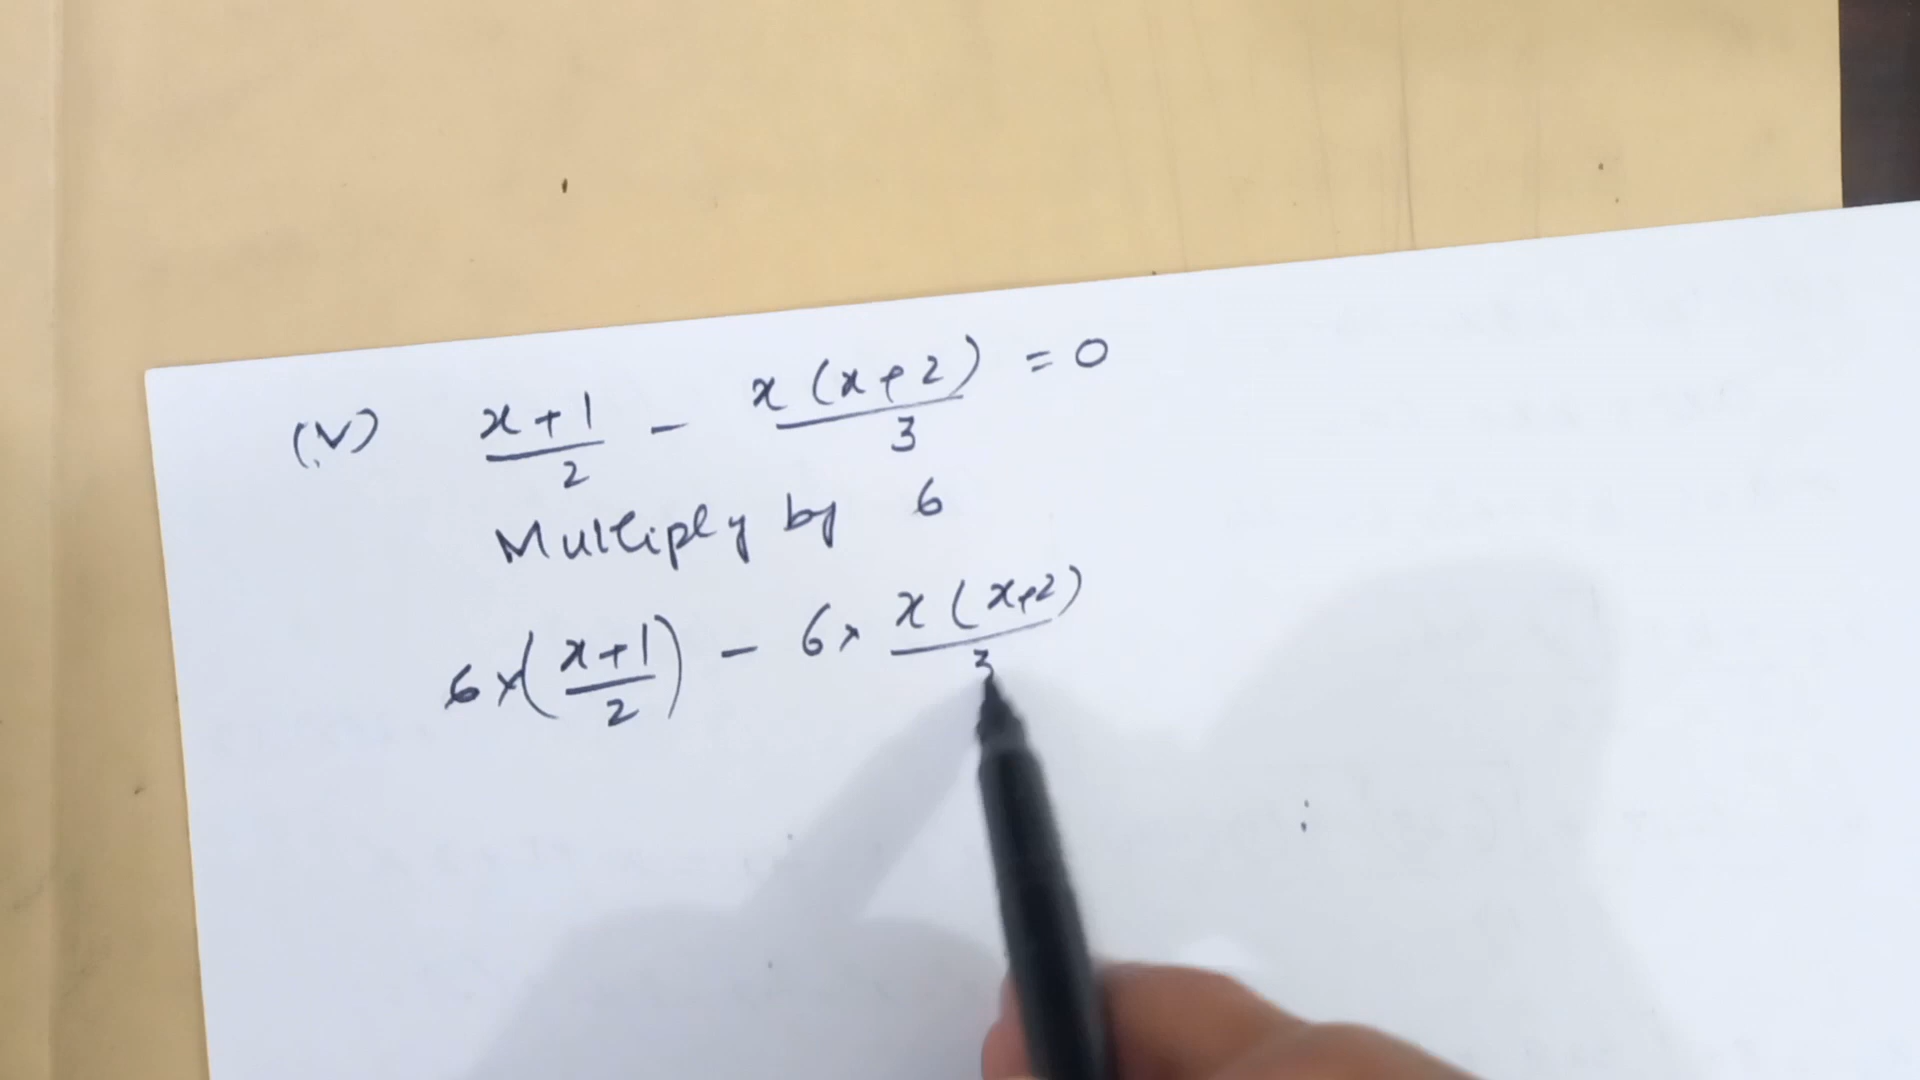 (V) x+1/2 - x(x+2)/3 = 0
Multiply by 6
6×(x+1/2) - 6× x(x+2)/3